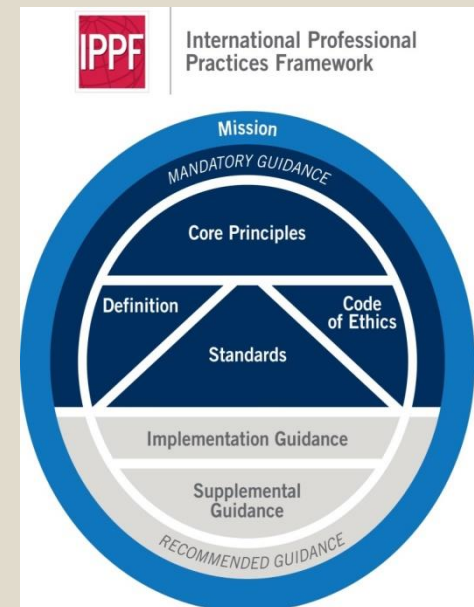 IPPF
International Professional
Practices Framework
Mission
MANDATORY GUIDANCE
Core Principles
Definition
Code
of Ethics
Standards
Implementation Guidance
Supplemental
Guidance
RECOMMENDED GUIDANCE